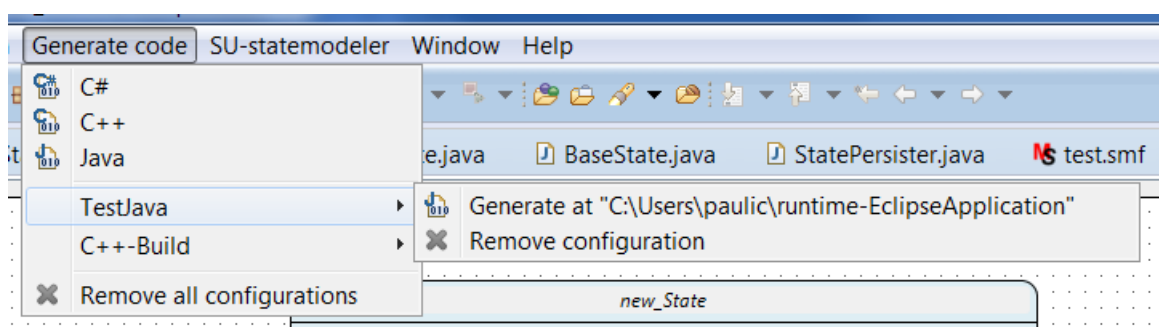 Generate code SU-statemodeler Window Help
C#
C++
Java
e.java BaseState.java StatePersister.java test.smf
TestJava
Generate at "C:\Users\paulic\runtime-EclipseApplication"
C++-Build
Remove configuration
Remove all configurations
new_State